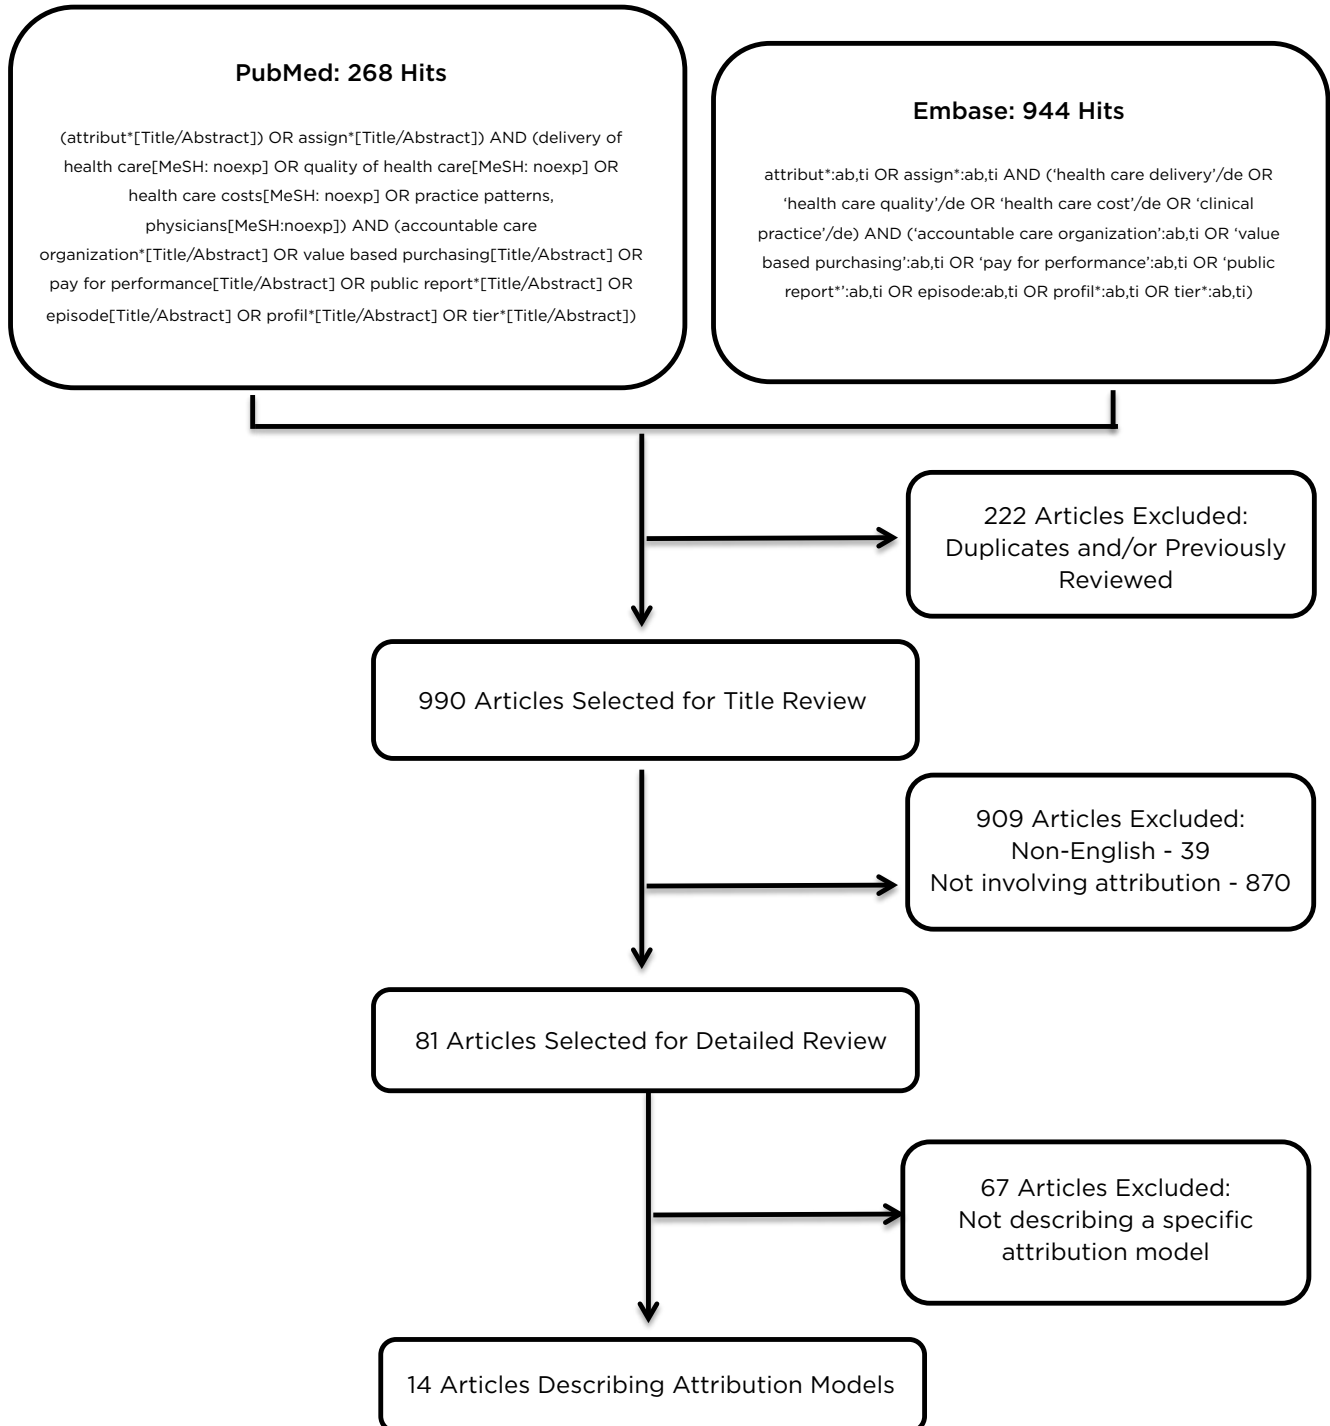 PubMed: 268 Hits
(attribut*[Title/Abstract]) OR assign*[Title/Abstract]) AND (delivery of
health care[MeSH: noexp] OR quality of health care[MeSH: noexp] OR
health care costs[MeSH: noexp] OR practice patterns,
physicians[MeSH:noexp]) AND (accountable care
organization*[Title/Abstract] OR value based purchasing[Title/Abstract] OR
pay for performance[Title/Abstract] OR public report*[Title/Abstract] OR
episode[Title/Abstract] OR profil*[Title/Abstract] OR tier*[Title/Abstract])
Embase: 944 Hits
attribut*:ab,ti OR assign*:ab,ti AND (‘health care delivery’/de OR
‘health care quality’/de OR ‘health care cost’/de OR ‘clinical
practice’/de) AND (‘accountable care organization’:ab,ti OR ‘value
based purchasing’:ab,ti OR ‘pay for performance’:ab,ti OR ‘public
report*’:ab,ti OR episode:ab,ti OR profil*:ab,ti OR tier*:ab,ti)
222 Articles Excluded:
Duplicates and/or Previously
Reviewed
990 Articles Selected for Title Review
909 Articles Excluded:
Non-English - 39
Not involving attribution - 870
81 Articles Selected for Detailed Review
67 Articles Excluded:
Not describing a specific
attribution model
14 Articles Describing Attribution Models